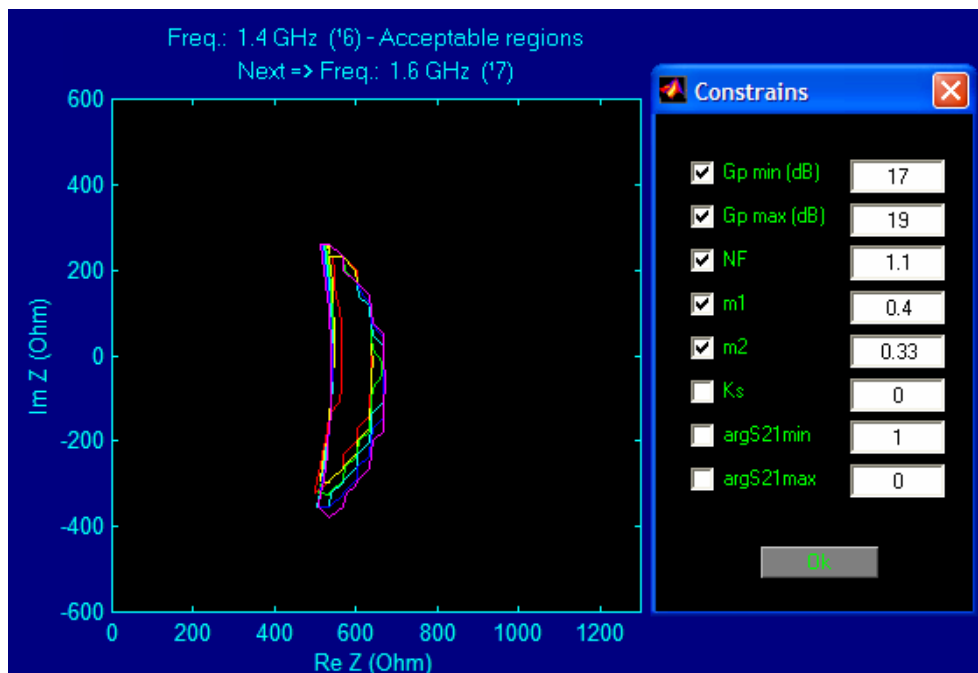 Freq.: 1.4 GHz (¹6) - Acceptable regions
Next => Freq.: 1.6 GHz (¹7)
600
400
200
0
-200
-400
-600
Im Z (Ohm)
0 200 400 600 800 1000 1200
Re Z (Ohm)
Constrains
Gp min (dB) 17
Gp max (dB) 19
NF 1.1
m1 0.4
m2 0.33
Ks 0
argS21min 1
argS21max 0
Ok